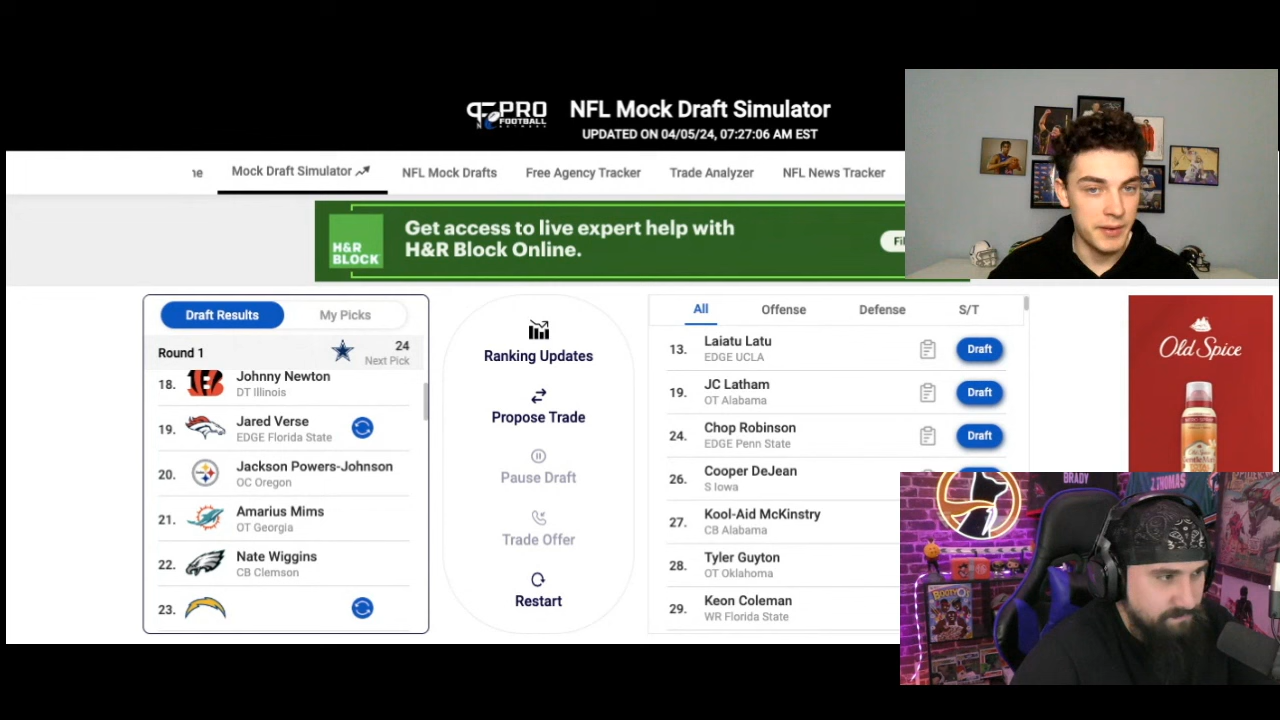 PRO
FOOTBALL
NETWORK
NFL Mock Draft Simulator
UPDATED ON 04/05/24, 07:27:06 AM EST
ne
Mock Draft Simulator
NFL Mock Drafts
Free Agency Tracker
Trade Analyzer
NFL News Tracker
H&R
BLOCK
Get access to live expert help with
H&R Block Online.
Fil
Draft Results
My Picks
Round 1
24
Next Pick
18.
Johnny Newton
DT Illinois
19.
Jared Verse
EDGE Florida State
20.
Jackson Powers-Johnson
OC Oregon
21.
Amarius Mims
OT Georgia
22.
Nate Wiggins
CB Clemson
23.
Ranking Updates
Propose Trade
Pause Draft
Trade Offer
Restart
All
Offense
Defense
S/T
13.
Laiatu Latu
EDGE UCLA
Draft
19.
JC Latham
OT Alabama
Draft
24.
Chop Robinson
EDGE Penn State
Draft
26.
Cooper DeJean
S Iowa
27.
Kool-Aid McKinstry
CB Alabama
28.
Tyler Guyton
OT Oklahoma
29.
Keon Coleman
WR Florida State
Old Spice
BRADY
Z THOMAS
BOOTYO'S